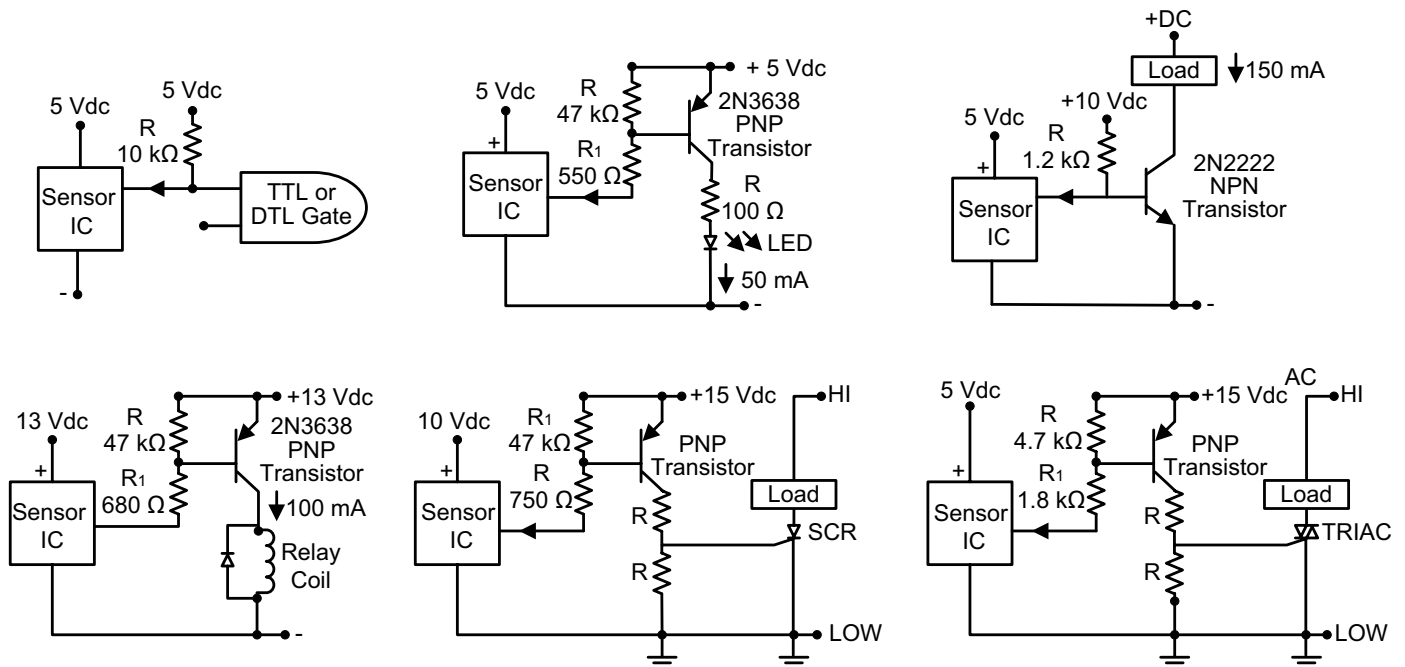 5 Vdc
5 Vdc
R
10 kΩ
Sensor
IC
TTL or
DTL Gate
-
+ 5 Vdc
5 Vdc
R
47 kΩ
2N3638
PNP
Transistor
+
R1
550 Ω
Sensor
IC
R
100 Ω
LED
50 mA
-
+DC
Load
150 mA
+10 Vdc
5 Vdc
R
1.2 kΩ
+
2N2222
NPN
Transistor
Sensor
IC
-
+13 Vdc
13 Vdc
R
47 kΩ
2N3638
PNP
Transistor
+
R1
680 Ω
100 mA
Sensor
IC
Relay
Coil
-
+15 Vdc
HI
10 Vdc
R1
47 kΩ
PNP
Transistor
+
R
750 Ω
Load
Sensor
IC
R
SCR
R
LOW
AC
+15 Vdc
HI
5 Vdc
R
4.7 kΩ
PNP
Transistor
+
R1
1.8 kΩ
Load
Sensor
IC
R
TRIAC
R
LOW